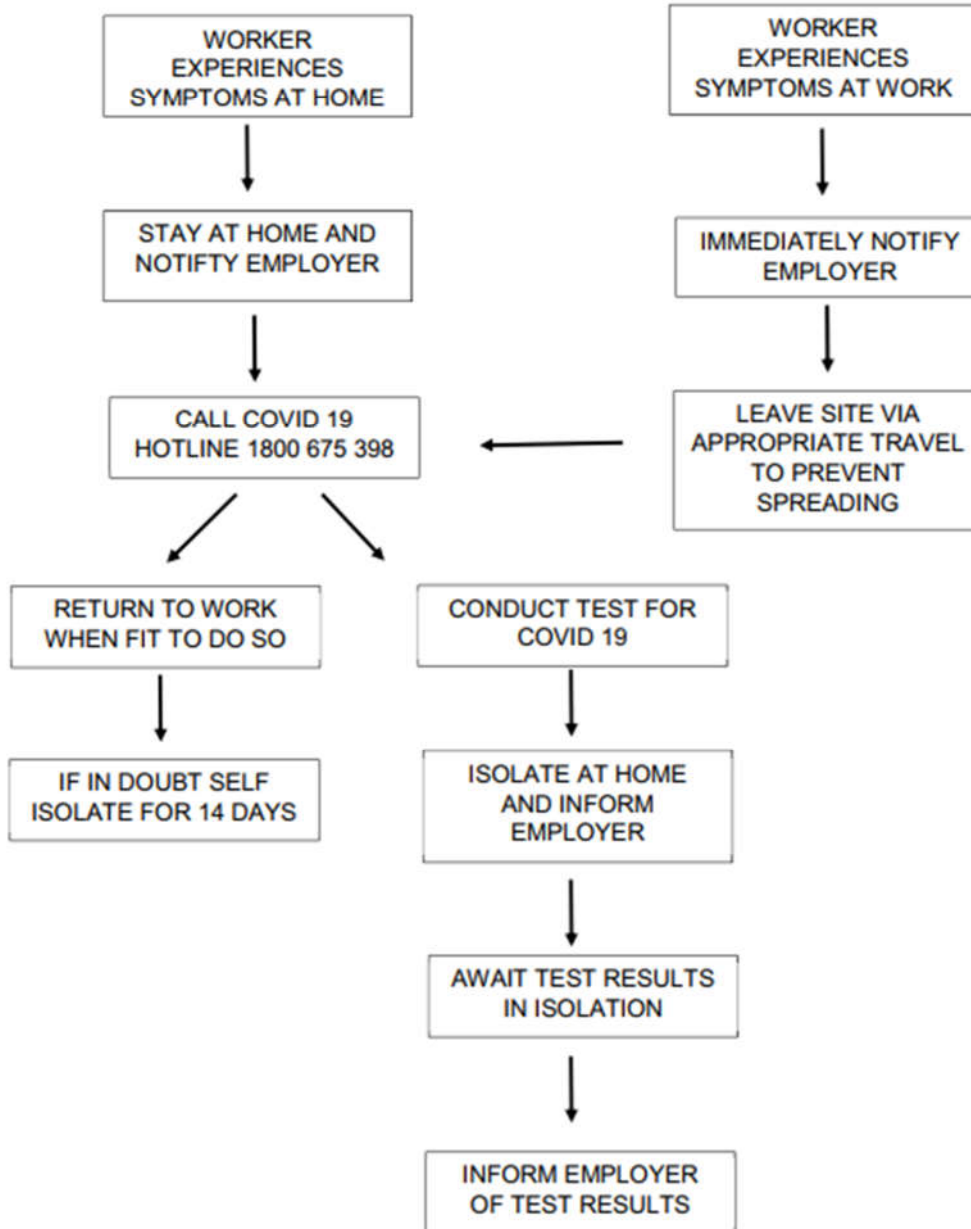 WORKER
EXPERIENCES
SYMPTOMS AT HOME
WORKER
EXPERIENCES
SYMPTOMS AT WORK
STAY AT HOME AND
NOTIFTY EMPLOYER
IMMEDIATELY NOTIFY
EMPLOYER
CALL COVID 19
HOTLINE 1800 675 398
LEAVE SITE VIA
APPROPRIATE TRAVEL
TO PREVENT
SPREADING
RETURN TO WORK
WHEN FIT TO DO SO
CONDUCT TEST FOR
COVID 19
IF IN DOUBT SELF
ISOLATE FOR 14 DAYS
ISOLATE AT HOME
AND INFORM
EMPLOYER
AWAIT TEST RESULTS
IN ISOLATION
INFORM EMPLOYER
OF TEST RESULTS